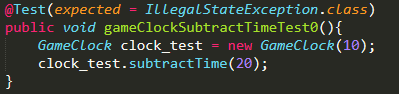 @Test(expected = IllegalStateException.class)
public void gameClockSubtractTimeTest0(){
    GameClock clock_test = new GameClock(10);
    clock_test.subtractTime(20);
}